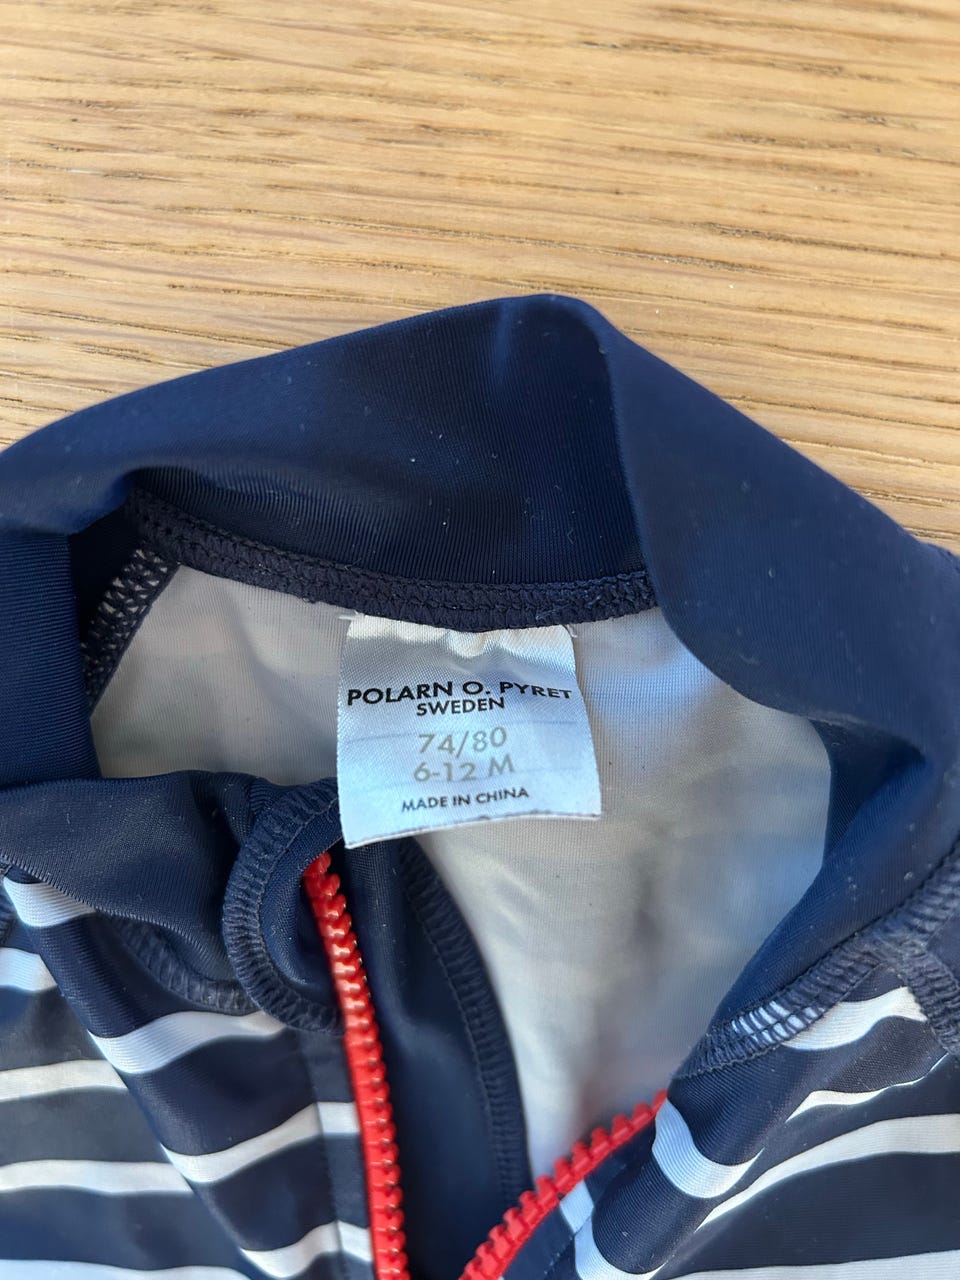 POLARN O. PYRET
SWEDEN
74/80
6-12 M
MADE IN CHINA